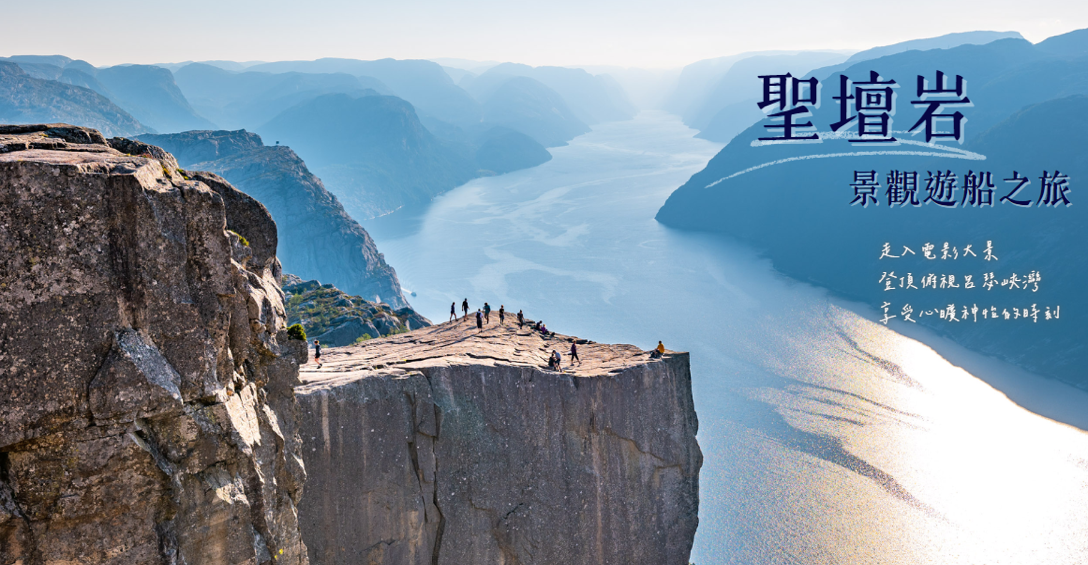 聖壇岩
景觀遊船之旅
走入電影大景
登頂俯視呂瑟峽灣
享受心曠神怡的時刻